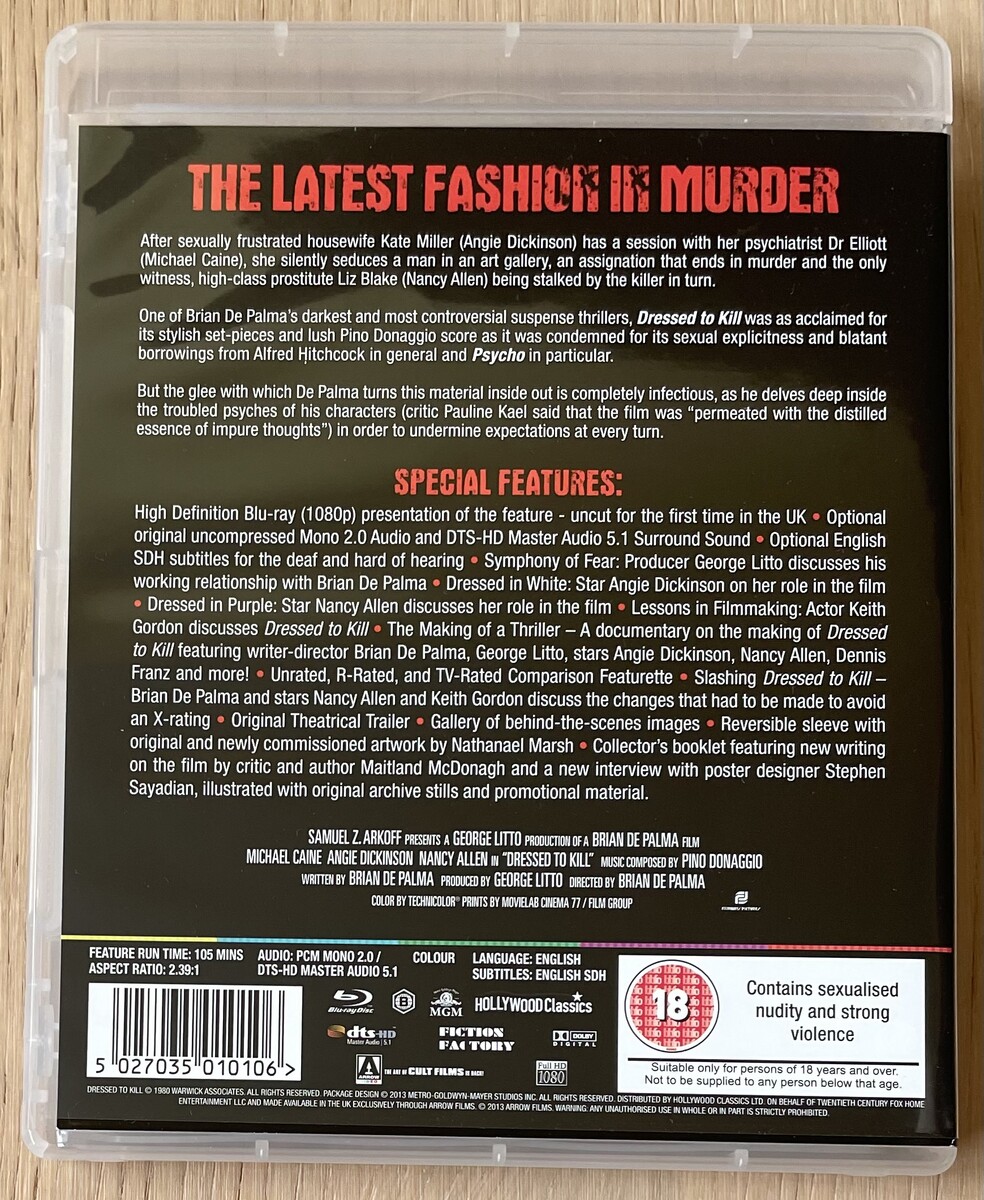 THE LATEST FASHION IN MURDER
After sexually frustrated housewife Kate Miller (Angie Dickinson) has a session with her psychiatrist Dr Elliott
(Michael Caine), she silently seduces a man in an art gallery, an assignation that ends in murder and the only
witness, high-class prostitute Liz Blake (Nancy Allen) being stalked by the killer in turn.
One of Brian De Palma's darkest and most controversial suspense thrillers, Dressed to Kill was as acclaimed for
its stylish set-pieces and lush Pino Donaggio score as it was condemned for its sexual explicitness and blatant
borrowings from Alfred Hitchcock in general and Psycho in particular.
But the glee with which De Palma turns this material inside out is completely infectious, as he delves deep inside
the troubled psyches of his characters (critic Pauline Kael said that the film was “permeated with the distilled
essence of impure thoughts”) in order to undermine expectations at every turn.
SPECIAL FEATURES:
High Definition Blu-ray (1080p) presentation of the feature - uncut for the first time in the UK • Optional
original uncompressed Mono 2.0 Audio and DTS-HD Master Audio 5.1 Surround Sound • Optional English
SDH subtitles for the deaf and hard of hearing • Symphony of Fear: Producer George Litto discusses his
working relationship with Brian De Palma • Dressed in White: Star Angie Dickinson on her role in the film
• Dressed in Purple: Star Nancy Allen discusses her role in the film • Lessons in Filmmaking: Actor Keith
Gordon discusses Dressed to Kill • The Making of a Thriller – A documentary on the making of Dressed
to Kill featuring writer-director Brian De Palma, George Litto, stars Angie Dickinson, Nancy Allen, Dennis
Franz and more! • Unrated, R-Rated, and TV-Rated Comparison Featurette • Slashing Dressed to Kill –
Brian De Palma and stars Nancy Allen and Keith Gordon discuss the changes that had to be made to avoid
an X-rating • Original Theatrical Trailer • Gallery of behind-the-scenes images • Reversible sleeve with
original and newly commissioned artwork by Nathanael Marsh • Collector's booklet featuring new writing
on the film by critic and author Maitland McDonagh and a new interview with poster designer Stephen
Sayadian, illustrated with original archive stills and promotional material.
SAMUEL Z. ARKOFF PRESENTS A GEORGE LITTO PRODUCTION OF A BRIAN DE PALMA FILM
MICHAEL CAINE ANGIE DICKINSON NANCY ALLEN IN “DRESSED TO KILL” MUSIC COMPOSED BY PINO DONAGGIO
WRITTEN BY BRIAN DE PALMA PRODUCED BY GEORGE LITTO DIRECTED BY BRIAN DE PALMA
COLOR BY TECHNICOLOR® PRINTS BY MOVIELAB CINEMA 77 / FILM GROUP
FEATURE RUN TIME: 105 MINS
ASPECT RATIO: 2.39:1
AUDIO: PCM MONO 2.0 /
DTS-HD MASTER AUDIO 5.1
COLOUR
LANGUAGE: ENGLISH
SUBTITLES: ENGLISH SDH
5 027035 010106 >
Blu-ray Disc
B
MGM
HOLLYWOOD Classics
dts-HD
Master Audio 5.1
FICTION
FACTORY
DOLBY
DIGITAL
ARROW
THE ART OF CULT FILMS IS BACK!
Full HD
1080
18
Contains sexualised
nudity and strong
violence
Suitable only for persons of 18 years and over.
Not to be supplied to any person below that age.
DRESSED TO KILL © 1980 WARWICK ASSOCIATES. ALL RIGHTS RESERVED. PACKAGE DESIGN © 2013 METRO-GOLDWYN-MAYER STUDIOS INC. ALL RIGHTS RESERVED. DISTRIBUTED BY HOLLYWOOD CLASSICS LTD. ON BEHALF OF TWENTIETH CENTURY FOX HOME
ENTERTAINMENT LLC AND MADE AVAILABLE IN THE UK EXCLUSIVELY THROUGH ARROW FILMS. © 2013 ARROW FILMS. WARNING: ANY UNAUTHORISED USE IN WHOLE OR IN PART IS STRICTLY PROHIBITED.